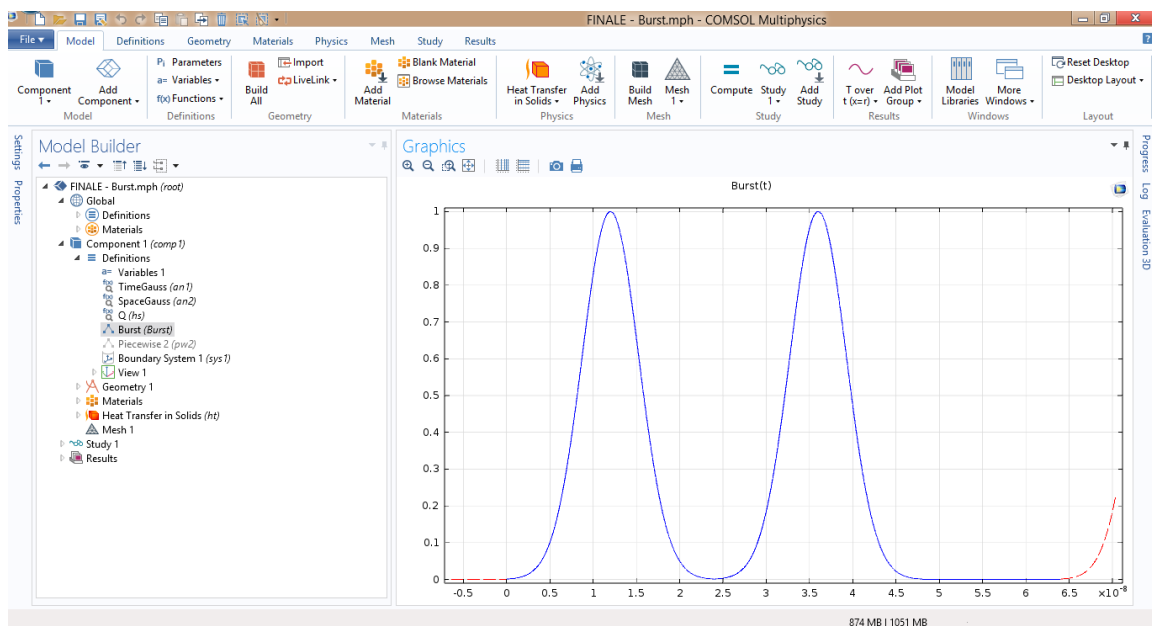 FINALE - Burst.mph - COMSOL Multiphysics
File Model Definitions Geometry Materials Physics Mesh Study Results
Component 1
Add Component
Model
Pi Parameters
a= Variables
f(x) Functions
Definitions
Build All
Import
LiveLink
Geometry
Add Material
Blank Material
Browse Materials
Materials
Heat Transfer in Solids
Add Physics
Physics
Build Mesh
Mesh 1
Mesh
Compute
Study 1
Add Study
Study
T over t (x=r)
Add Plot Group
Results
Model Libraries
More Windows
Windows
Reset Desktop
Desktop Layout
Layout
Settings
Properties
Model Builder
FINALE - Burst.mph (root)
Global
Definitions
Materials
Component 1 (comp1)
Definitions
a= Variables 1
f(x) TimeGauss (an1)
f(x) SpaceGauss (an2)
f(x) Q (hs)
Burst (Burst)
Piecewise 2 (pw2)
Boundary System 1 (sys1)
View 1
Geometry 1
Materials
Heat Transfer in Solids (ht)
Mesh 1
Study 1
Results
Graphics
Burst(t)
1
0.9
0.8
0.7
0.6
0.5
0.4
0.3
0.2
0.1
0
-0.5 0 0.5 1 1.5 2 2.5 3 3.5 4 4.5 5 5.5 6 6.5 ×10⁻⁸
Progress
Log
Evaluation 3D
874 MB | 1051 MB